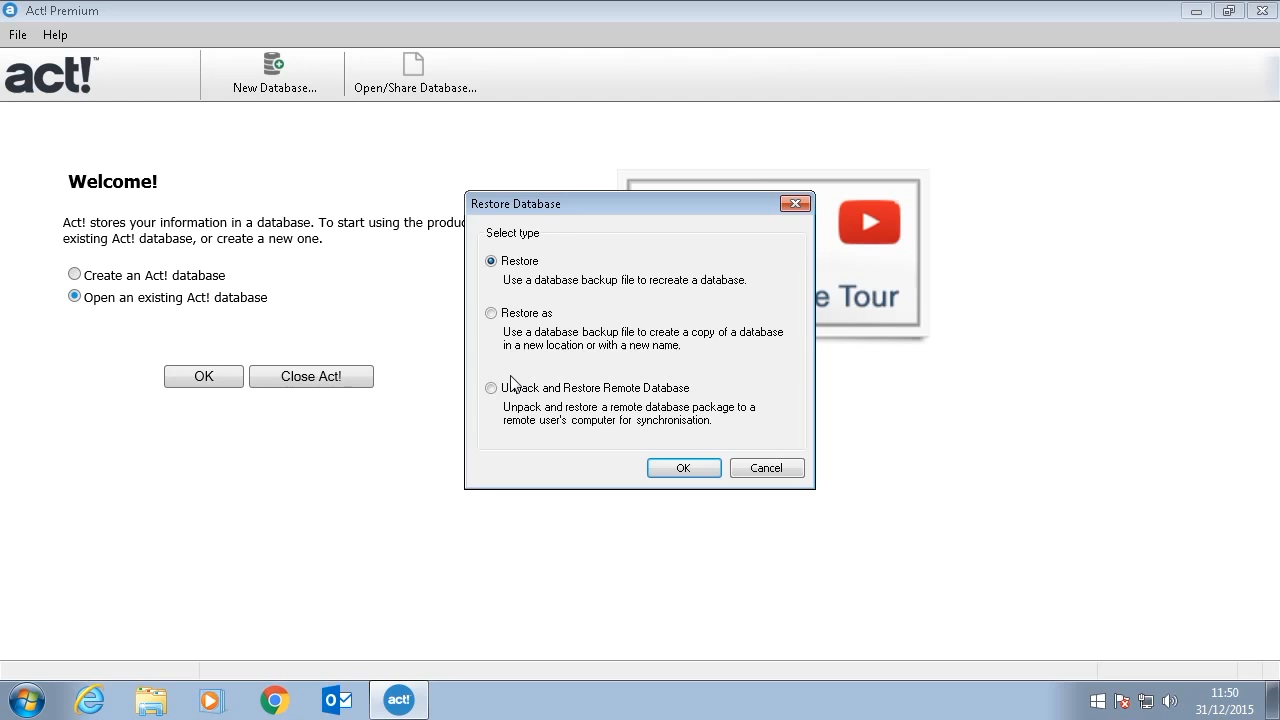 Act! Premium
File Help
act!™
New Database...
Open/Share Database...
Welcome!
Act! stores your information in a database. To start using the produc
existing Act! database, or create a new one.
Create an Act! database
Open an existing Act! database
OK
Close Act!
e Tour
Restore Database
Select type
Restore
Use a database backup file to recreate a database.
Restore as
Use a database backup file to create a copy of a database
in a new location or with a new name.
Unpack and Restore Remote Database
Unpack and restore a remote database package to a
remote user's computer for synchronisation.
OK
Cancel
act!
11:50
31/12/2015